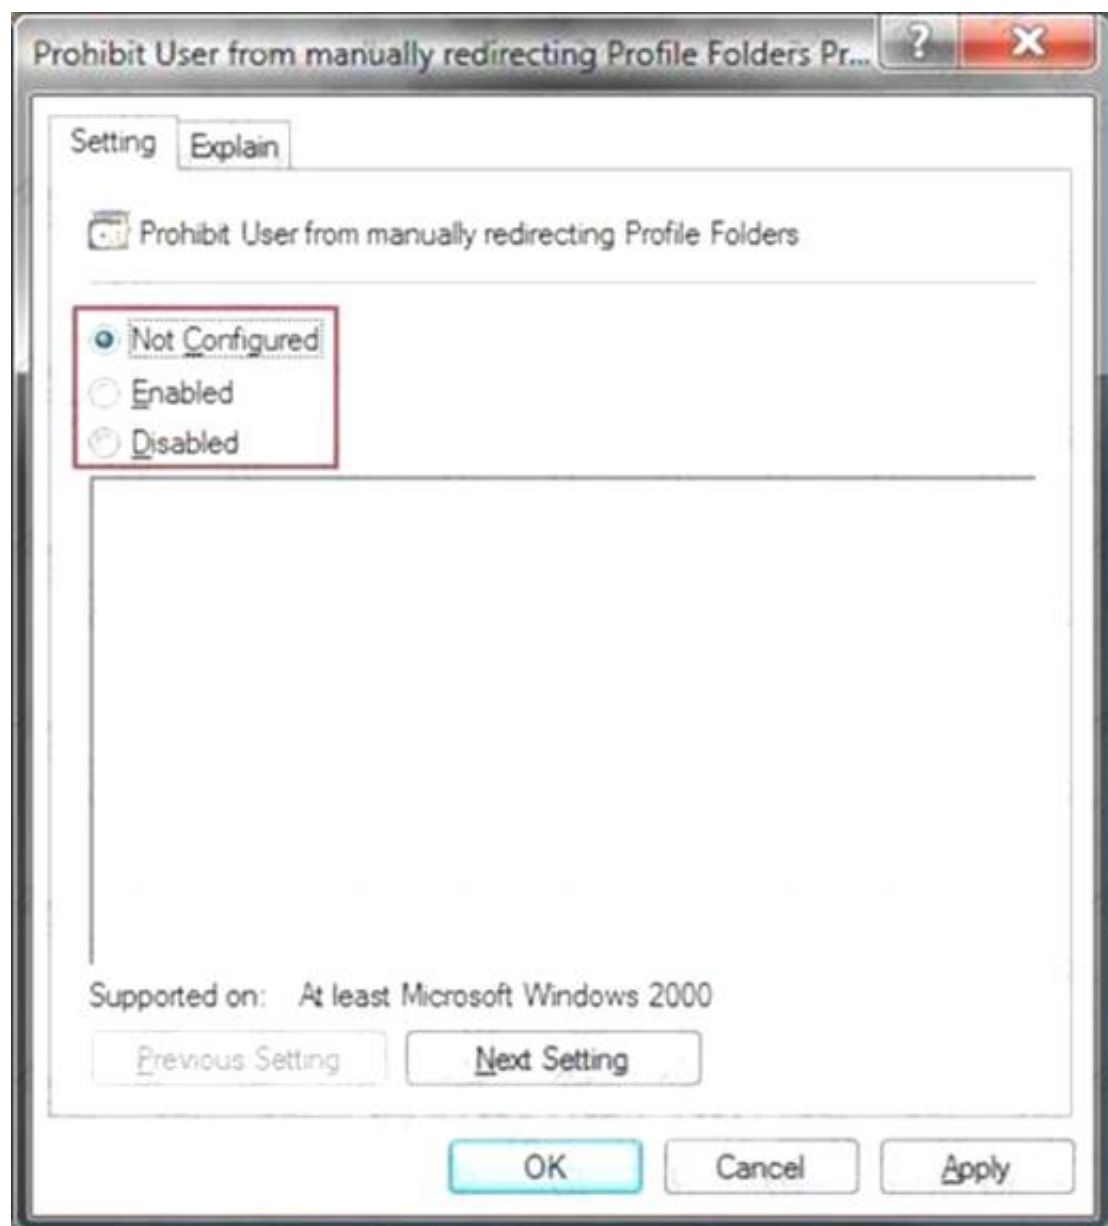 Prohibit User from manually redirecting Profile Folders Pr...
?
Setting Explain
Prohibit User from manually redirecting Profile Folders
Not Configured
Enabled
Disabled
Supported on: At least Microsoft Windows 2000
Previous Setting Next Setting
OK Cancel Apply